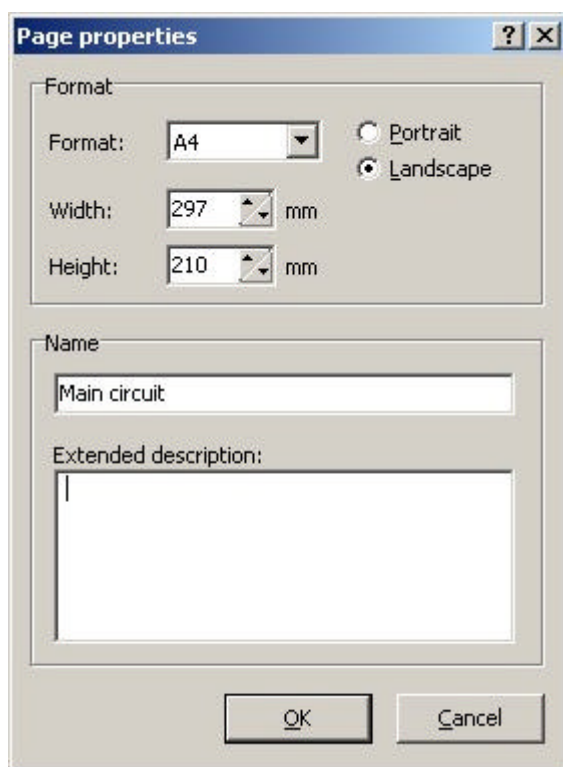 Page properties
Format
Format: A4 Portrait
Landscape
Width: 297 mm
Height: 210 mm
Name
Main circuit
Extended description:
OK Cancel